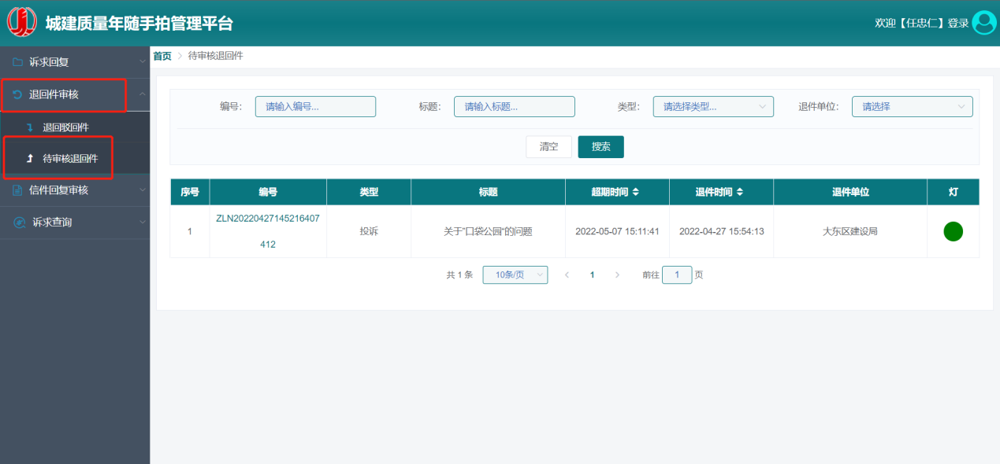 城建质量年随手拍管理平台
欢迎【任忠仁】登录
诉求回复
退回件审核
退回驳回件
待审核退回件
信件回复审核
诉求查询
首页 > 待审核退回件
编号: 请输入编号... 标题: 请输入标题... 类型: 请选择类型... 退件单位: 请选择
清空 搜索
序号 编号 类型 标题 超期时间 退件时间 退件单位 灯
1 ZLN20220427145216407 投诉 关于"口袋公园"的问题 2022-05-07 15:11:41 2022-04-27 15:54:13 大东区建设局
412
共 1 条 10条/页 < 1 > 前往 1 页